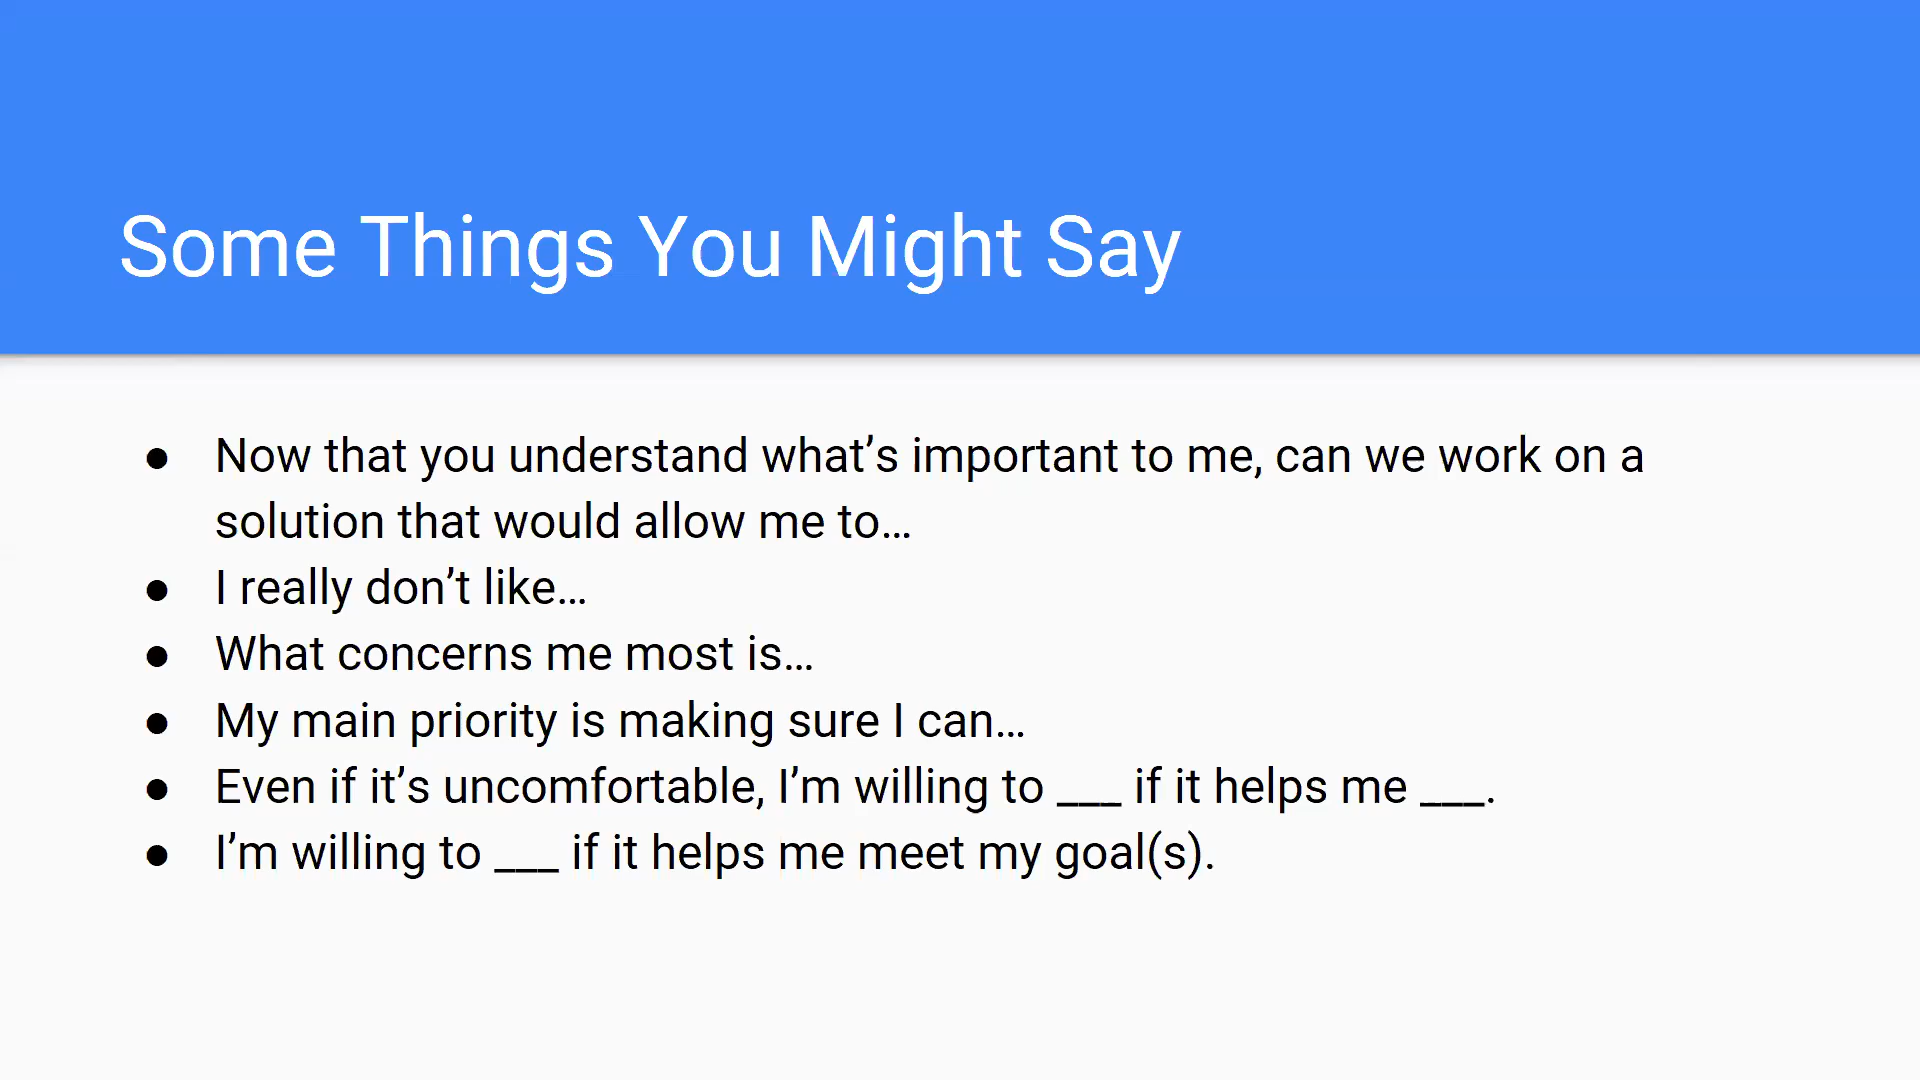 Some Things You Might Say
● Now that you understand what’s important to me, can we work on a
solution that would allow me to…
● I really don’t like…
● What concerns me most is…
● My main priority is making sure I can…
● Even if it’s uncomfortable, I’m willing to ___ if it helps me ___.
● I’m willing to ___ if it helps me meet my goal(s).